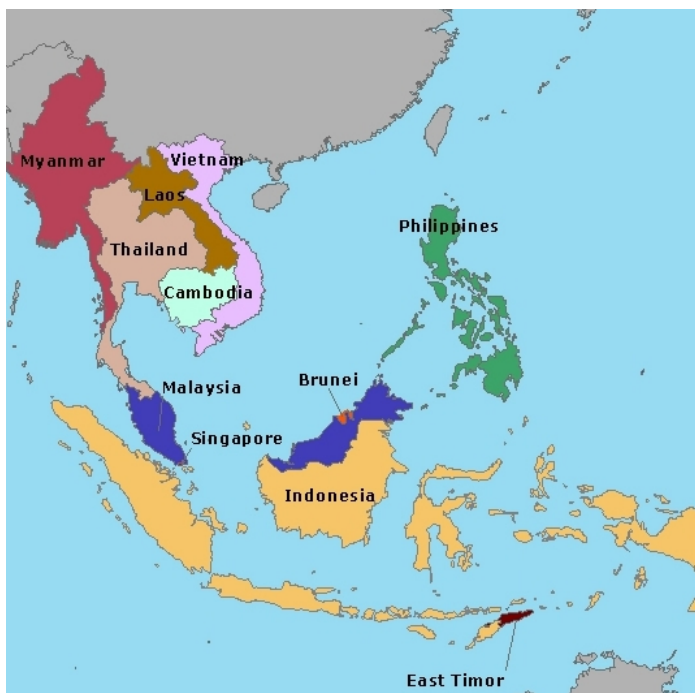 Myanmar
Vietnam
Laos
Thailand
Philippines
Cambodia
Brunei
Malaysia
Singapore
Indonesia
East Timor